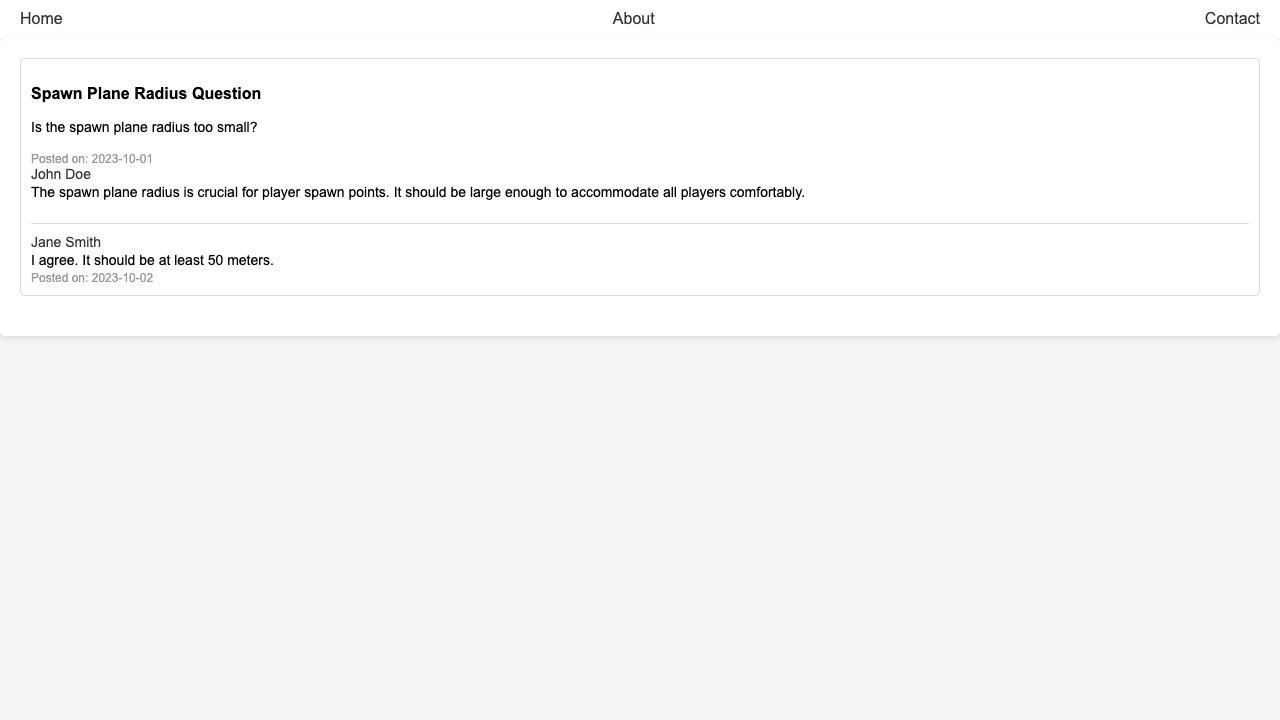 Home About Contact
Spawn Plane Radius Question
Is the spawn plane radius too small?
Posted on: 2023-10-01
John Doe
The spawn plane radius is crucial for player spawn points. It should be large enough to accommodate all players comfortably.
Jane Smith
I agree. It should be at least 50 meters.
Posted on: 2023-10-02